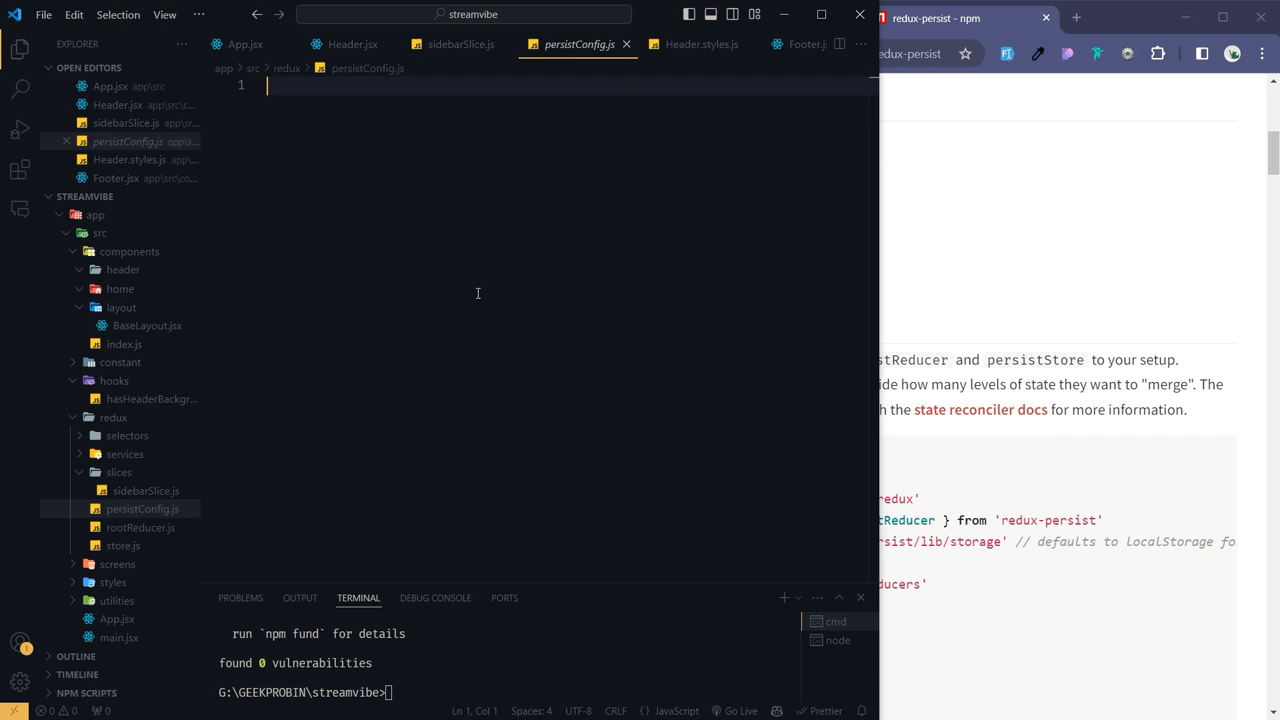 File Edit Selection View ··· streamvibe
redux-persist - npm
edux-persist
EXPLORER
App.jsx Header.jsx sidebarSlice.js persistConfig.js Header.styles.js Footer.j
app > src > redux > persistConfig.js
1
OPEN EDITORS
App.jsx app\src
Header.jsx app\src\c...
sidebarSlice.js app\sr...
persistConfig.js app\s...
Header.styles.js app\...
Footer.jsx app\src\co...
STREAMVIBE
app
src
components
header
home
layout
BaseLayout.jsx
index.js
constant
hooks
hasHeaderBackgr...
redux
selectors
services
slices
sidebarSlice.js
persistConfig.js
rootReducer.js
store.js
screens
styles
utilities
App.jsx
main.jsx
OUTLINE
TIMELINE
NPM SCRIPTS
stReducer and persistStore to your setup.
ide how many levels of state they want to "merge". The
h the state reconciler docs for more information.
redux'
tReducer } from 'redux-persist'
rsist/lib/storage' // defaults to localStorage fo
ducers'
PROBLEMS OUTPUT TERMINAL DEBUG CONSOLE PORTS
run `npm fund` for details
found 0 vulnerabilities
G:\GEEKPROBIN\streamvibe>
cmd
node
1
0 0 0 Ln 1, Col 1 Spaces: 4 UTF-8 CRLF {} JavaScript Go Live Prettier